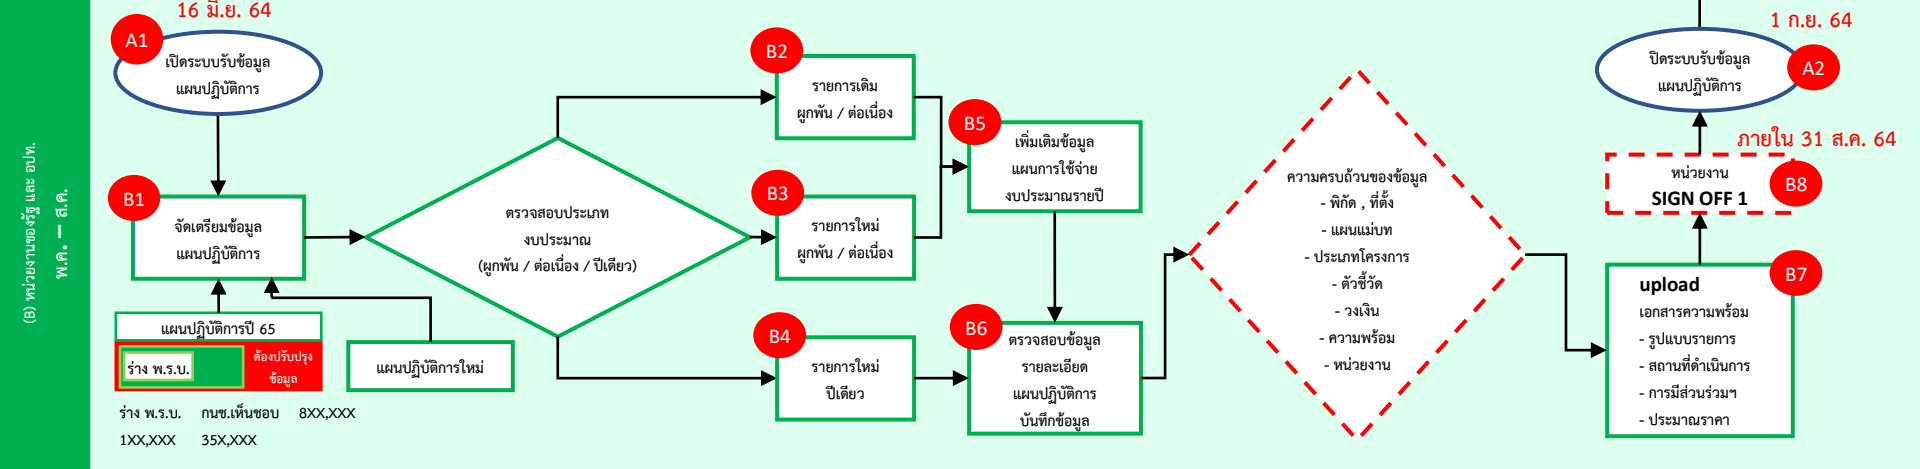 (B) หน่วยงานของรัฐ และ อปท.
พ.ค. – ส.ค.
16 มิ.ย. 64
A1
เปิดระบบรับข้อมูล
แผนปฏิบัติการ
B1
จัดเตรียมข้อมูล
แผนปฏิบัติการ
แผนปฏิบัติการปี 65
ร่าง พ.ร.บ.
ต้องปรับปรุง
ข้อมูล
ร่าง พ.ร.บ. กนช.เห็นชอบ 8XX,XXX
1XX,XXX 35X,XXX
แผนปฏิบัติการใหม่
ตรวจสอบประเภท
งบประมาณ
(ผูกพัน / ต่อเนื่อง / ปีเดียว)
B2
รายการเดิม
ผูกพัน / ต่อเนื่อง
B3
รายการใหม่
ผูกพัน / ต่อเนื่อง
B4
รายการใหม่
ปีเดียว
B5
เพิ่มเติมข้อมูล
แผนการใช้จ่าย
งบประมาณรายปี
B6
ตรวจสอบข้อมูล
รายละเอียด
แผนปฏิบัติการ
บันทึกข้อมูล
ความครบถ้วนของข้อมูล
- พิกัด , ที่ตั้ง
- แผนแม่บท
- ประเภทโครงการ
- ตัวชี้วัด
- วงเงิน
- ความพร้อม
- หน่วยงาน
1 ก.ย. 64
ปิดระบบรับข้อมูล
แผนปฏิบัติการ
A2
ภายใน 31 ส.ค. 64
หน่วยงาน
SIGN OFF 1
B8
B7
upload
เอกสารความพร้อม
- รูปแบบรายการ
- สถานที่ดำเนินการ
- การมีส่วนร่วมฯ
- ประมาณราคา